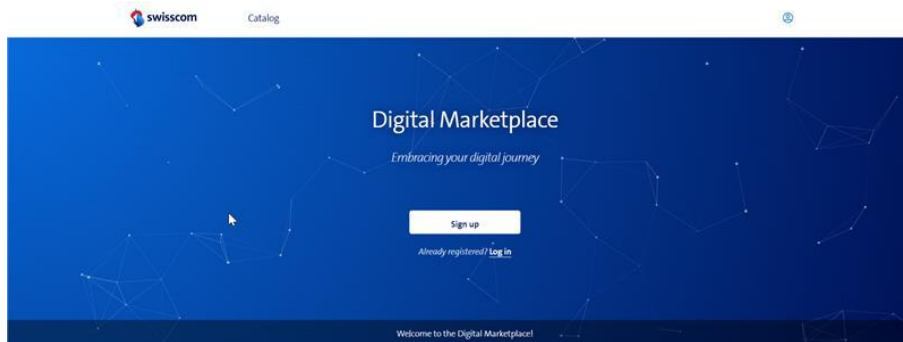 swisscom Catalog
Digital Marketplace
Embracing your digital journey
Sign up
Already registered? Log in
Welcome to the Digital Marketplace!